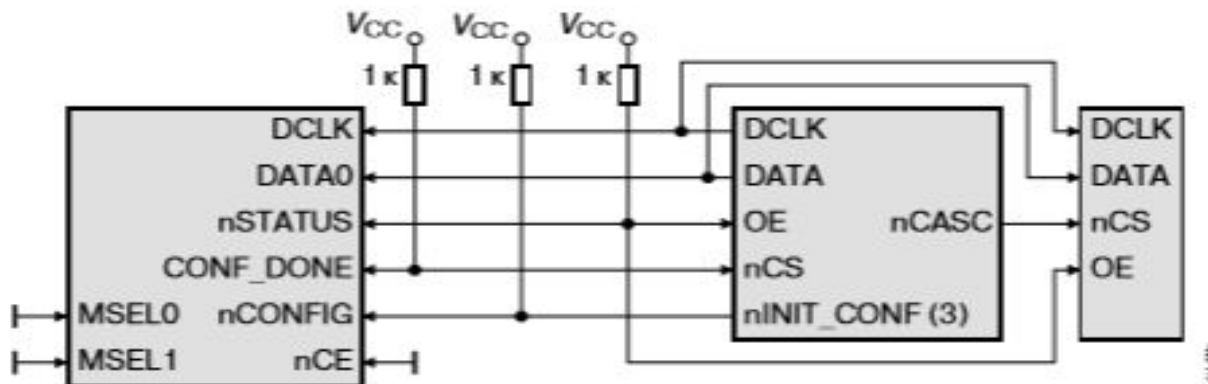 VCC VCC VCC
1 к 1 к 1 к
DCLK DCLK DCLK
DATA0 DATA DATA
nSTATUS OE nCASC nCS
CONF_DONE nCS OE
MSEL0 nCONFIG nINIT_CONF (3)
MSEL1 nCE